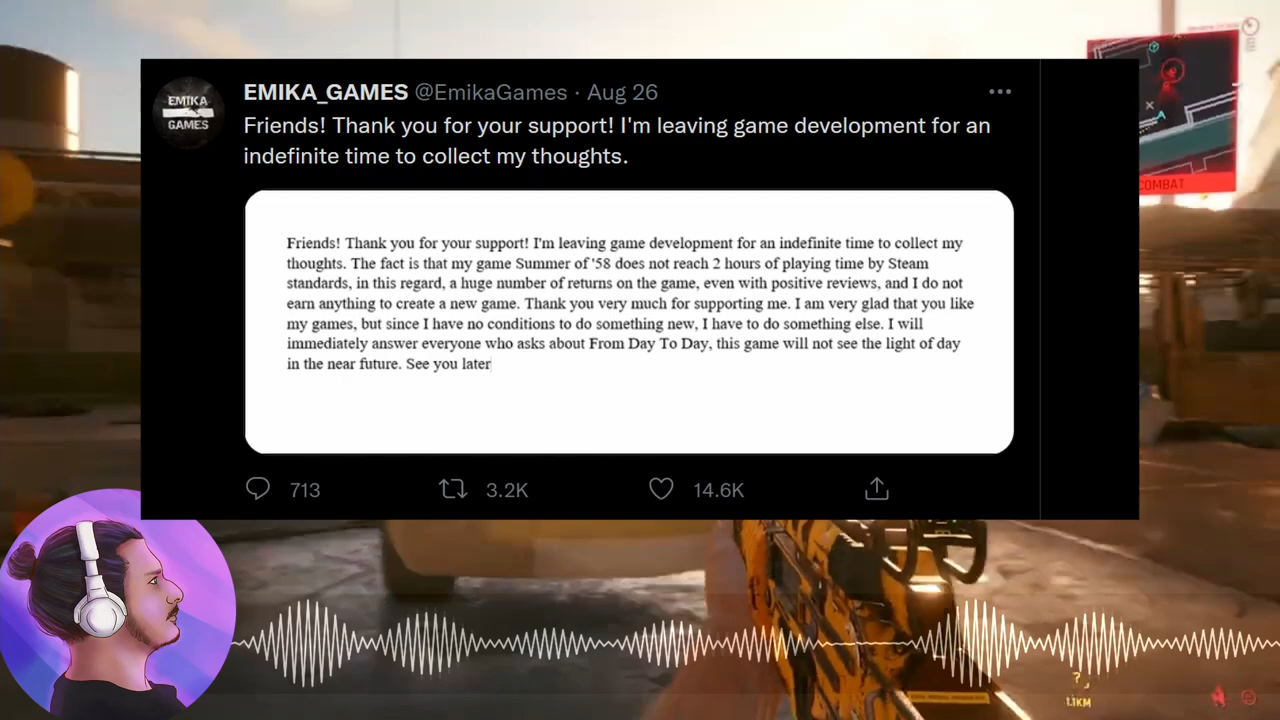 EMIKA_GAMES @EmikaGames · Aug 26
EMIKA
GAMES
Friends! Thank you for your support! I'm leaving game development for an
indefinite time to collect my thoughts.
Friends! Thank you for your support! I'm leaving game development for an indefinite time to collect my
thoughts. The fact is that my game Summer of '58 does not reach 2 hours of playing time by Steam
standards, in this regard, a huge number of returns on the game, even with positive reviews, and I do not
earn anything to create a new game. Thank you very much for supporting me. I am very glad that you like
my games, but since I have no conditions to do something new, I have to do something else. I will
immediately answer everyone who asks about From Day To Day, this game will not see the light of day
in the near future. See you later
713 3.2K 14.6K
COMBAT
?
1.1KM